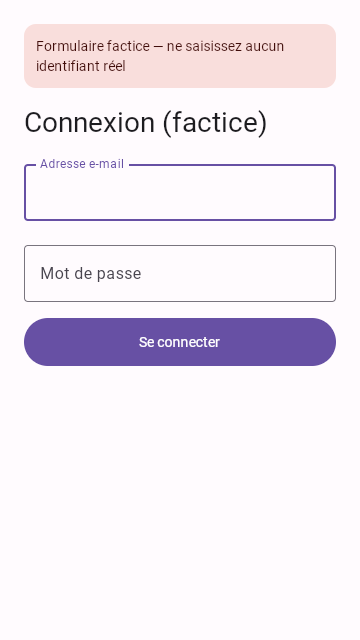 Formulaire factice — ne saisissez aucun
identifiant réel
Connexion (factice)
Adresse e-mail
Mot de passe
Se connecter